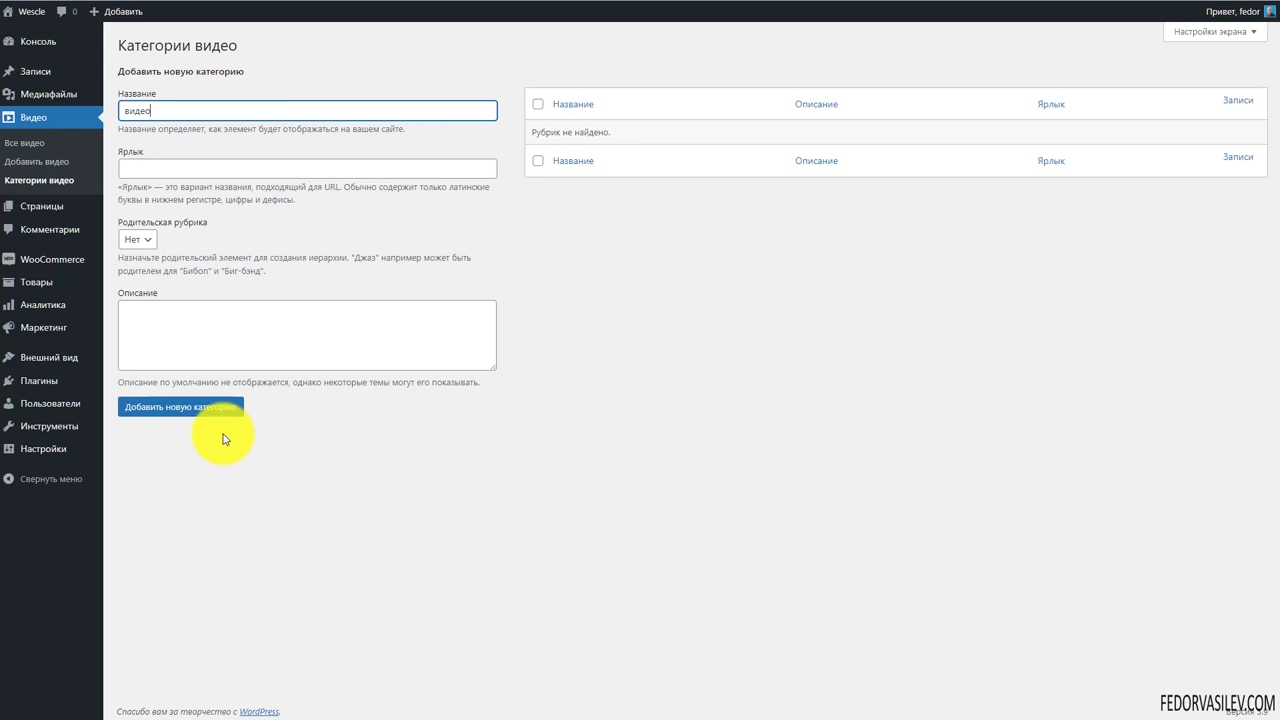 Wescle
0
Добавить
Привет, fedor
Консоль
Записи
Медиафайлы
Видео
Все видео
Добавить видео
Категории видео
Страницы
Комментарии
WooCommerce
Товары
Аналитика
Маркетинг
Внешний вид
Плагины
Пользователи
Инструменты
Настройки
Свернуть меню
Настройки экрана
Категории видео
Добавить новую категорию
Название
видео
Название определяет, как элемент будет отображаться на вашем сайте.
Ярлык
«Ярлык» — это вариант названия, подходящий для URL. Обычно содержит только латинские
буквы в нижнем регистре, цифры и дефисы.
Родительская рубрика
Нет
Назначьте родительский элемент для создания иерархии. "Джаз" например может быть
родителем для "Бибоп" и "Биг-бэнд".
Описание
Описание по умолчанию не отображается, однако некоторые темы могут его показывать.
Добавить новую категорию
Название Описание Ярлык Записи
Рубрик не найдено.
Название Описание Ярлык Записи
Спасибо вам за творчество с WordPress.
FEDORVASILEV.COM
Версия 5.9